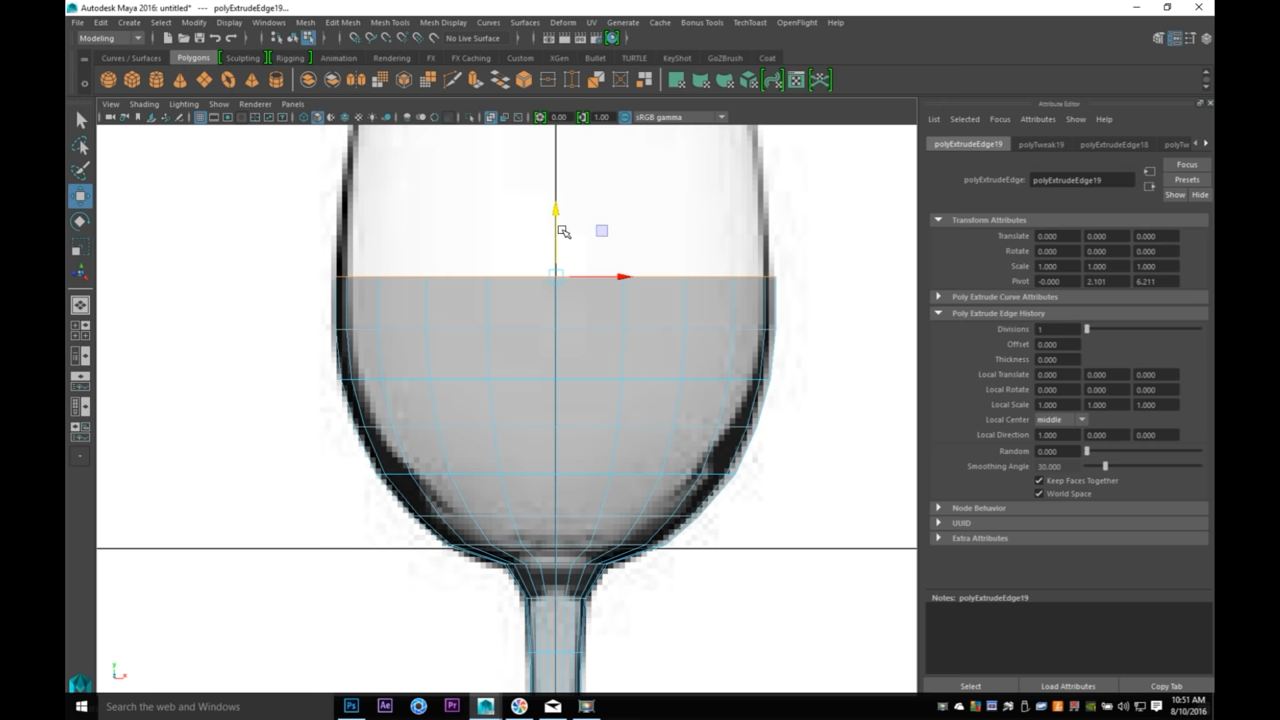 Autodesk Maya 2016: untitled*   ---   polyExtrudeEdge19...
File Edit Create Select Modify Display Windows Mesh Edit Mesh Mesh Tools Mesh Display Curves Surfaces Deform UV Generate Cache Bonus Tools TechToast OpenFlight Help
Modeling No Live Surface
Curves / Surfaces Polygons Sculpting Rigging Animation Rendering FX FX Caching Custom XGen Bullet TURTLE KeyShot GoZBrush Coat
View Shading Lighting Show Renderer Panels
0.00 1.00 sRGB gamma
Attribute Editor
List Selected Focus Attributes Show Help
polyExtrudeEdge19 polyTweak19 polyExtrudeEdge18 polyTw
Focus
polyExtrudeEdge: polyExtrudeEdge19 Presets
Show Hide
Transform Attributes
Translate 0.000 0.000 0.000
Rotate 0.000 0.000 0.000
Scale 1.000 1.000 1.000
Pivot -0.000 2.101 6.211
Poly Extrude Curve Attributes
Poly Extrude Edge History
Divisions 1
Offset 0.000
Thickness 0.000
Local Translate 0.000 0.000 0.000
Local Rotate 0.000 0.000 0.000
Local Scale 1.000 1.000 1.000
Local Center middle
Local Direction 1.000 0.000 0.000
Random 0.000
Smoothing Angle 30.000
Keep Faces Together
World Space
Node Behavior
UUID
Extra Attributes
Notes: polyExtrudeEdge19
Select Load Attributes Copy Tab
Search the web and Windows
Ps Ae Pr
10:51 AM
8/10/2016